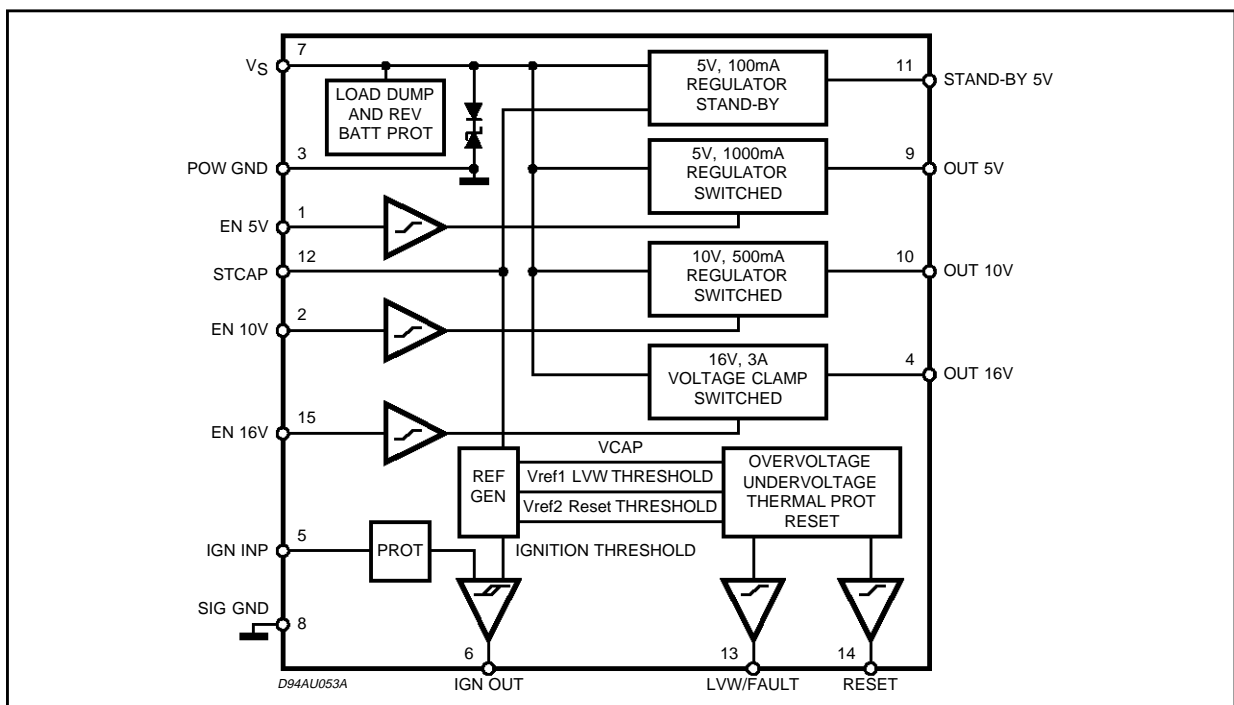 7
VS
LOAD DUMP
AND REV
BATT PROT
5V, 100mA
REGULATOR
STAND-BY
11
STAND-BY 5V
3
POW GND
5V, 1000mA
REGULATOR
SWITCHED
9
OUT 5V
1
EN 5V
12
STCAP
10V, 500mA
REGULATOR
SWITCHED
10
OUT 10V
2
EN 10V
16V, 3A
VOLTAGE CLAMP
SWITCHED
4
OUT 16V
15
EN 16V
REF
GEN
VCAP
Vref1 LVW THRESHOLD
Vref2 Reset THRESHOLD
OVERVOLTAGE
UNDERVOLTAGE
THERMAL PROT
RESET
5
IGN INP
PROT
IGNITION THRESHOLD
SIG GND
8
6
13
14
D94AU053A
IGN OUT
LVW/FAULT
RESET